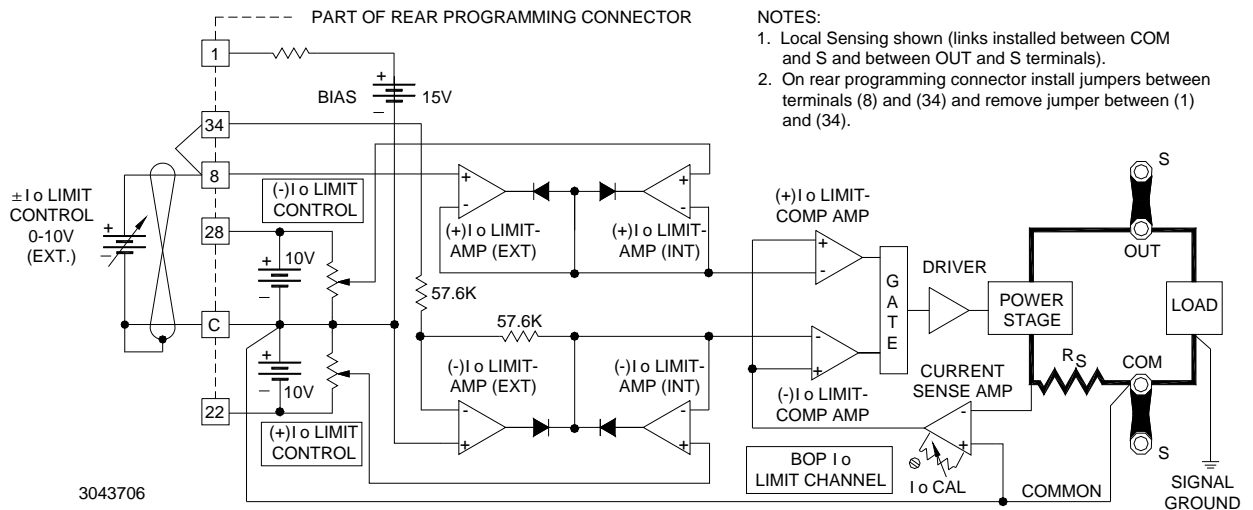 PART OF REAR PROGRAMMING CONNECTOR
NOTES:
1. Local Sensing shown (links installed between COM
and S and between OUT and S terminals).
2. On rear programming connector install jumpers between
terminals (8) and (34) and remove jumper between (1)
and (34).
1
+
BIAS
15V
–
34
8
±I o LIMIT
CONTROL
0-10V
(EXT.)
+
–
28
(-)I o LIMIT
CONTROL
+
10V
–
C
+
10V
–
22
(+)I o LIMIT
CONTROL
57.6K
57.6K
+
-
(+)I o LIMIT-
AMP (EXT)
+
-
(+)I o LIMIT-
AMP (INT)
(-)I o LIMIT-
AMP (EXT)
-
+
(-)I o LIMIT-
AMP (INT)
-
+
(+)I o LIMIT-
COMP AMP
+
-
-
+
(-)I o LIMIT-
COMP AMP
GATE
DRIVER
POWER
STAGE
S
OUT
LOAD
RS
COM
S
CURRENT
SENSE AMP
-
+
I o CAL
BOP I o
LIMIT CHANNEL
COMMON
SIGNAL
GROUND
3043706